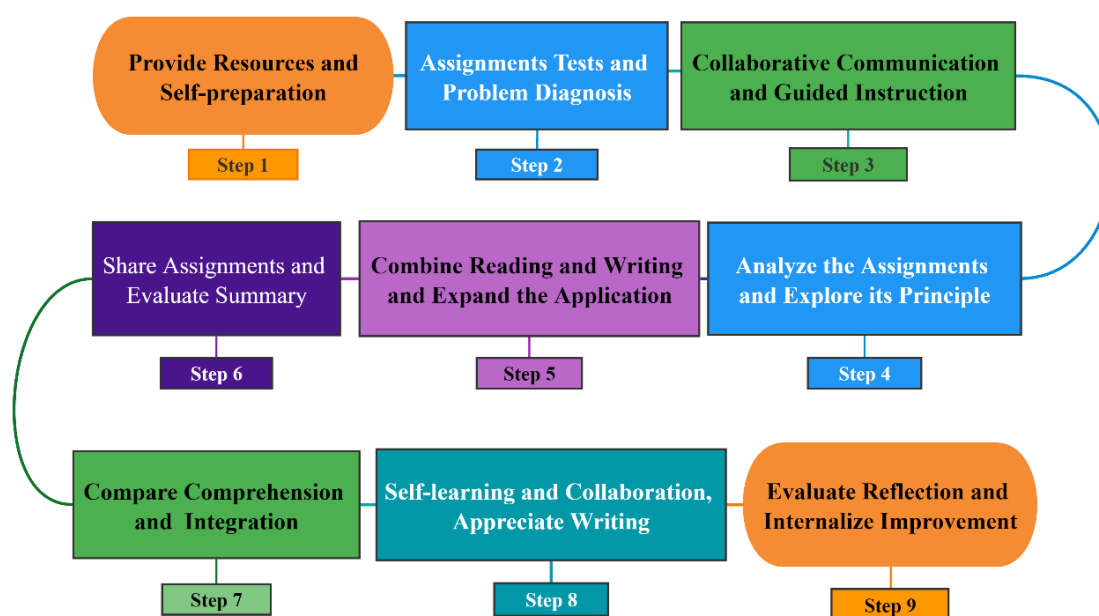 Provide Resources and
Self-preparation
Step 1
Assignments Tests and
Problem Diagnosis
Step 2
Collaborative Communication
and Guided Instruction
Step 3
Analyze the Assignments
and Explore its Principle
Step 4
Combine Reading and Writing
and Expand the Application
Step 5
Share Assignments and
Evaluate Summary
Step 6
Compare Comprehension
and Integration
Step 7
Self-learning and Collaboration,
Appreciate Writing
Step 8
Evaluate Reflection and
Internalize Improvement
Step 9